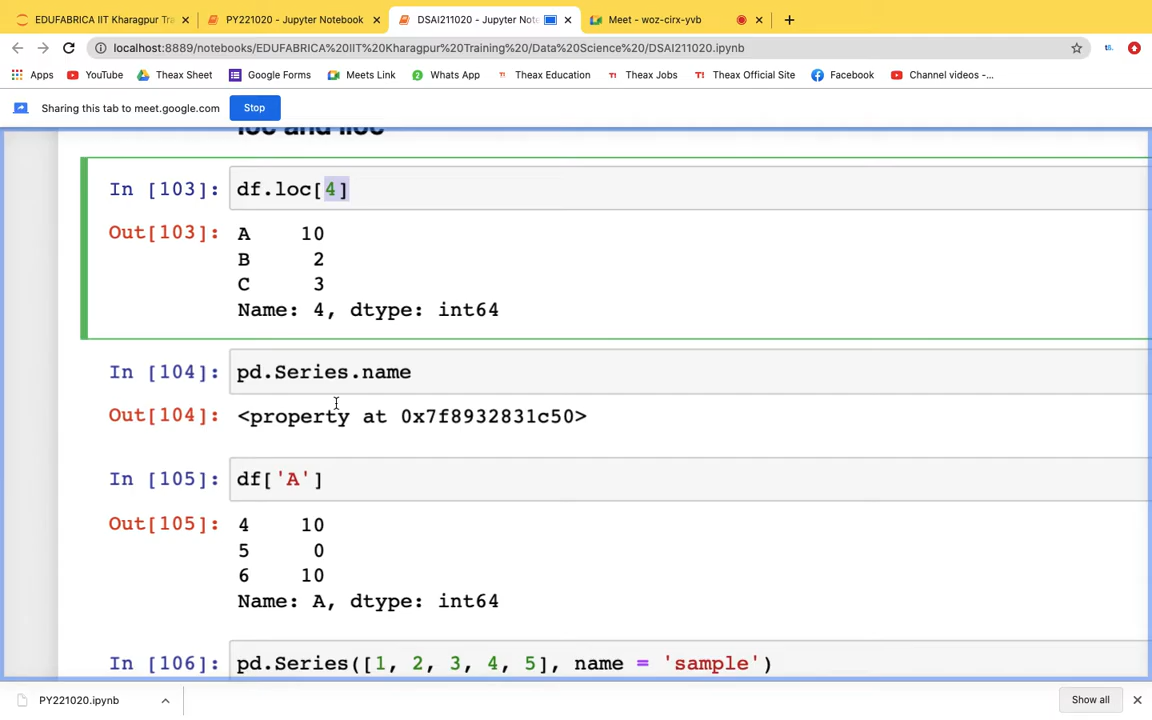 EDUFABRICA IIT Kharagpur Tra
PY221020 - Jupyter Notebook
DSAI211020 - Jupyter Note
Meet - woz-cirx-yvb
localhost:8889/notebooks/EDUFABRICA%20IIT%20Kharagpur%20Training%20/Data%20Science%20/DSAI211020.ipynb
Apps YouTube Theax Sheet Google Forms Meets Link Whats App Theax Education Theax Jobs Theax Official Site Facebook Channel videos -...
Sharing this tab to meet.google.com Stop
loc and iloc
In [103]: df.loc[4]
Out[103]: A 10
B 2
C 3
Name: 4, dtype: int64
In [104]: pd.Series.name
Out[104]: <property at 0x7f8932831c50>
In [105]: df['A']
Out[105]: 4 10
5 0
6 10
Name: A, dtype: int64
In [106]: pd.Series([1, 2, 3, 4, 5], name = 'sample')
PY221020.ipynb Show all